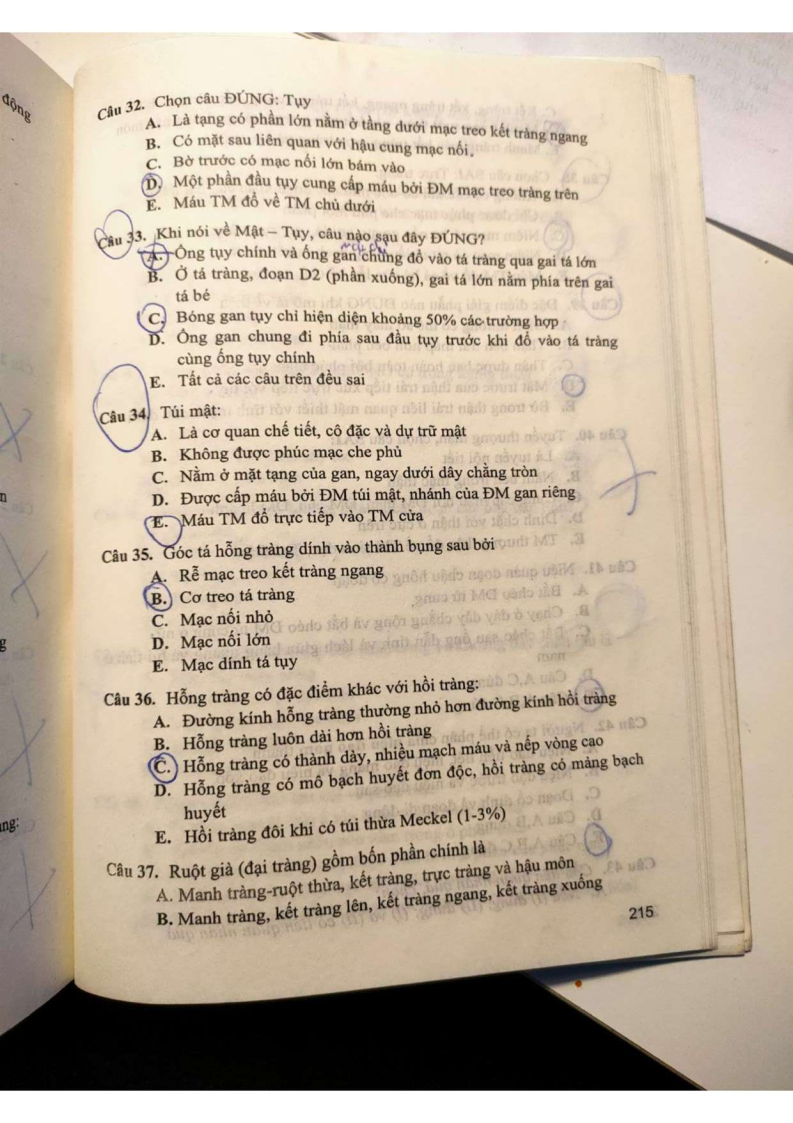 động
Câu 32. Chọn câu ĐÚNG: Tụy
A. Là tạng có phần lớn nằm ở tầng dưới mạc treo kết tràng ngang
B. Có mặt sau liên quan với hậu cung mạc nối.
C. Bờ trước có mạc nối lớn bám vào
D. Một phần đầu tụy cung cấp máu bởi ĐM mạc treo tràng trên
E. Máu TM đổ về TM chủ dưới
Câu 33. Khi nói về Mật – Tụy, câu nào sau đây ĐÚNG?
A. Ống tụy chính và ống gan chung đổ vào tá tràng qua gai tá lớn
B. Ở tá tràng, đoạn D2 (phần xuống), gai tá lớn nằm phía trên gai
tá bé
C. Bóng gan tụy chỉ hiện diện khoảng 50% các trường hợp
D. Ống gan chung đi phía sau đầu tụy trước khi đổ vào tá tràng
cùng ống tụy chính
E. Tất cả các câu trên đều sai
Câu 34. Túi mật:
A. Là cơ quan chế tiết, cô đặc và dự trữ mật
B. Không được phúc mạc che phủ
C. Nằm ở mặt tạng của gan, ngay dưới dây chằng tròn
D. Được cấp máu bởi ĐM túi mật, nhánh của ĐM gan riêng
E. Máu TM đổ trực tiếp vào TM cửa
Câu 35. Góc tá hỗng tràng dính vào thành bụng sau bởi
A. Rễ mạc treo kết tràng ngang
B. Cơ treo tá tràng
C. Mạc nối nhỏ
D. Mạc nối lớn
E. Mạc dính tá tụy
Câu 36. Hỗng tràng có đặc điểm khác với hồi tràng:
A. Đường kính hỗng tràng thường nhỏ hơn đường kính hồi tràng
B. Hỗng tràng luôn dài hơn hồi tràng
C. Hỗng tràng có thành dày, nhiều mạch máu và nếp vòng cao
D. Hỗng tràng có mô bạch huyết đơn độc, hồi tràng có mảng bạch
huyết
E. Hồi tràng đôi khi có túi thừa Meckel (1-3%)
ang:
Câu 37. Ruột già (đại tràng) gồm bốn phần chính là
A. Manh tràng-ruột thừa, kết tràng, trực tràng và hậu môn
B. Manh tràng, kết tràng lên, kết tràng ngang, kết tràng xuống
215